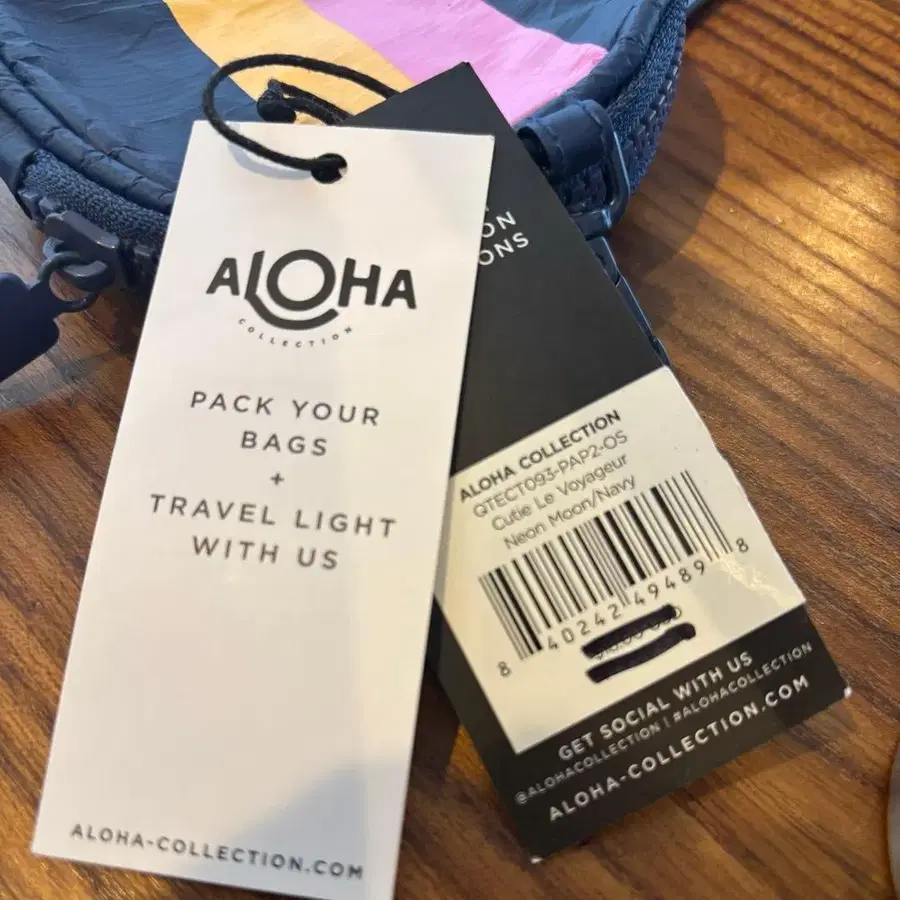 ALOHA
COLLECTION
PACK YOUR
BAGS
+
TRAVEL LIGHT
WITH US
ALOHA-COLLECTION.COM
ON
ONS
ALOHA COLLECTION
QTECT093-PAP2-OS
Cutie Le Voyageur
Neon Moon/Navy
8 40242 49489 8
GET SOCIAL WITH US
@ALOHACOLLECTION | #ALOHACOLLECTION
ALOHA-COLLECTION.COM